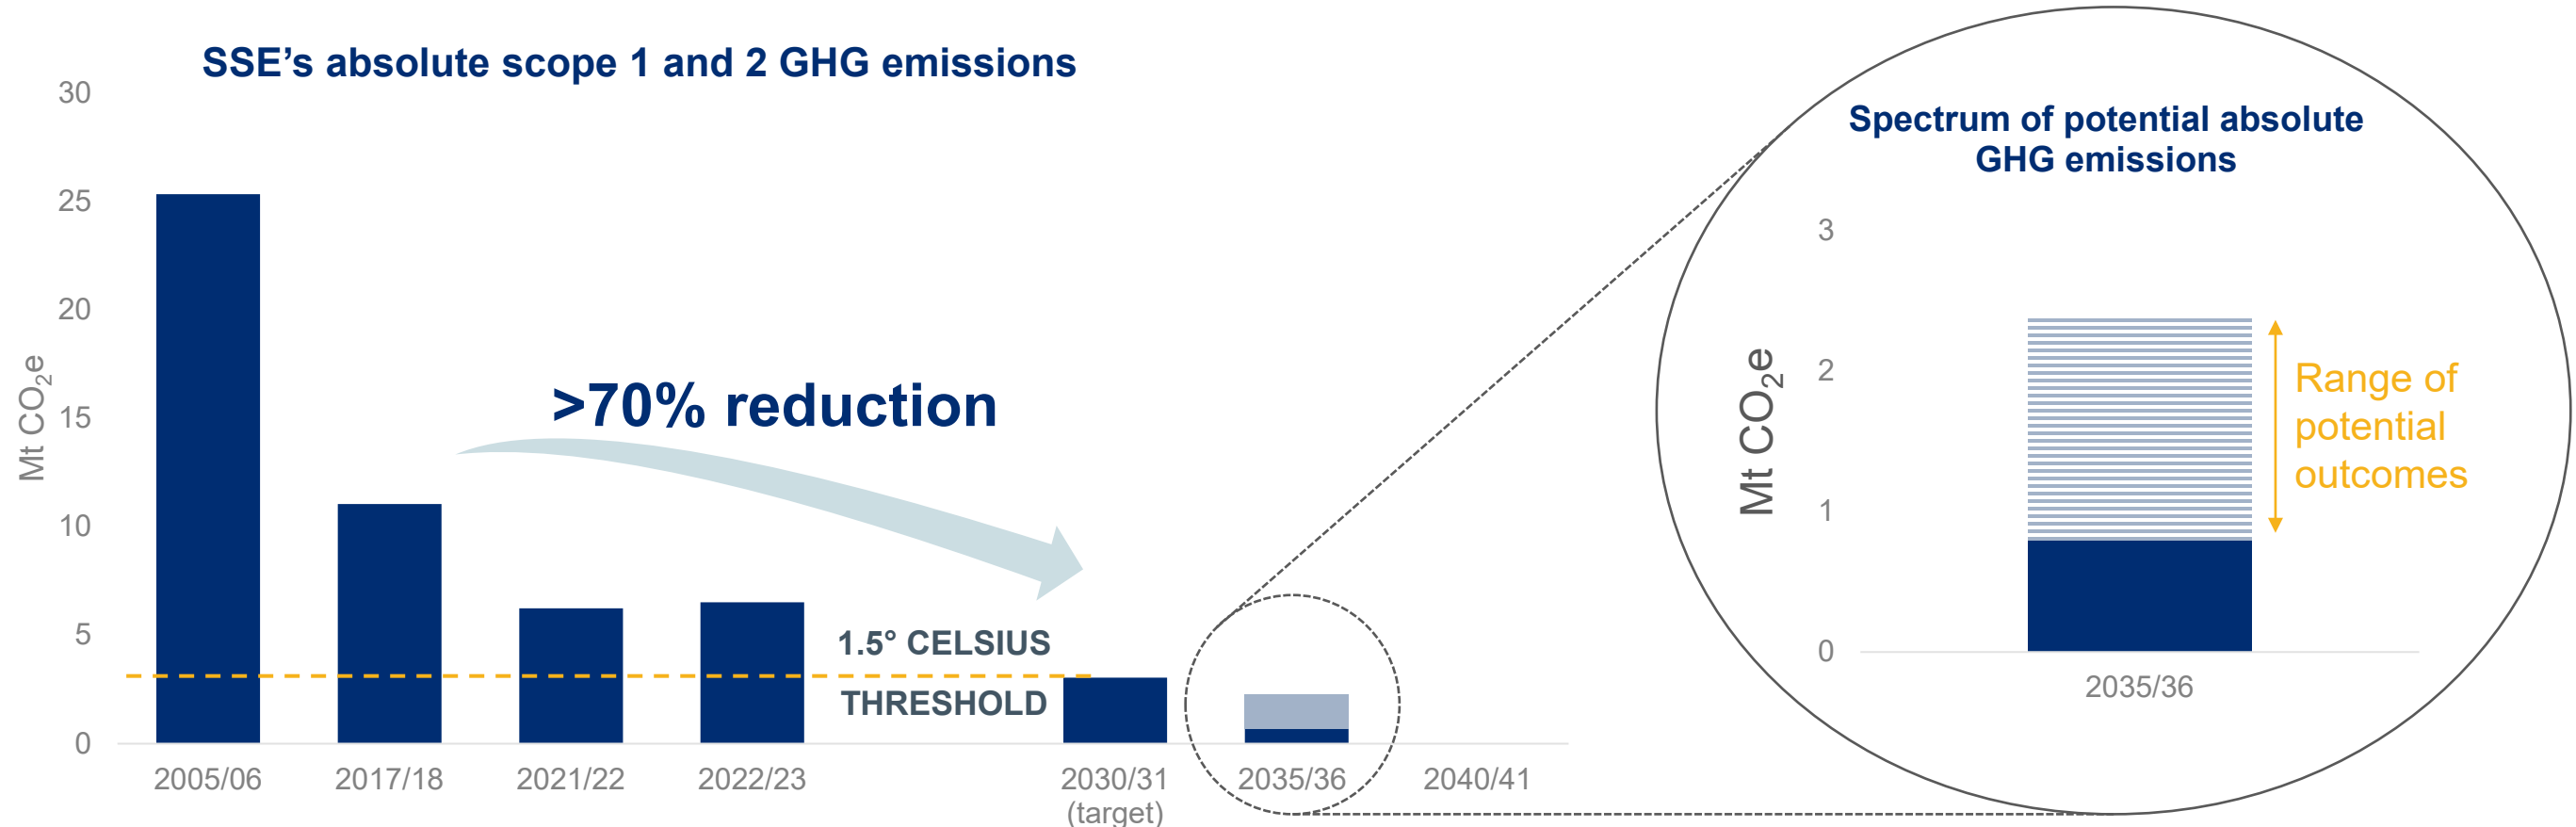 SSE’s absolute scope 1 and 2 GHG emissions
30
25
20
15
10
5
0
Mt CO₂e
>70% reduction
1.5° CELSIUS
THRESHOLD
2005/06
2017/18
2021/22
2022/23
2030/31
(target)
2035/36
2040/41
Spectrum of potential absolute
GHG emissions
3
2
1
0
Mt CO₂e
Range of
potential
outcomes
2035/36